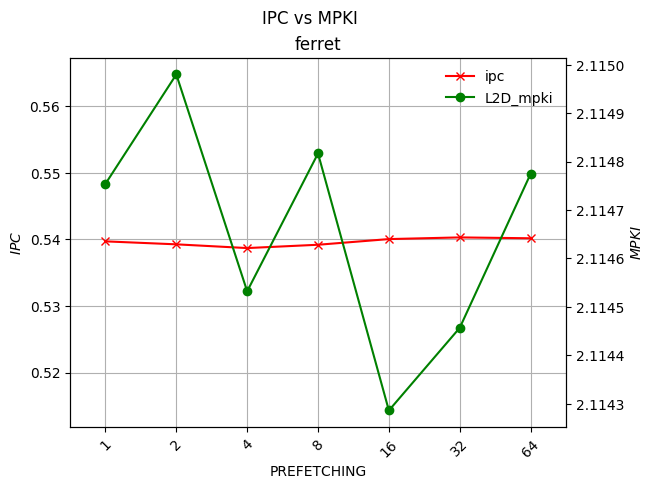 IPC vs MPKI
ferret
ipc
L2D_mpki
0.56
0.55
0.54
0.53
0.52
IPC
2.1150
2.1149
2.1148
2.1147
2.1146
2.1145
2.1144
2.1143
MPKI
1
2
4
8
16
32
64
PREFETCHING